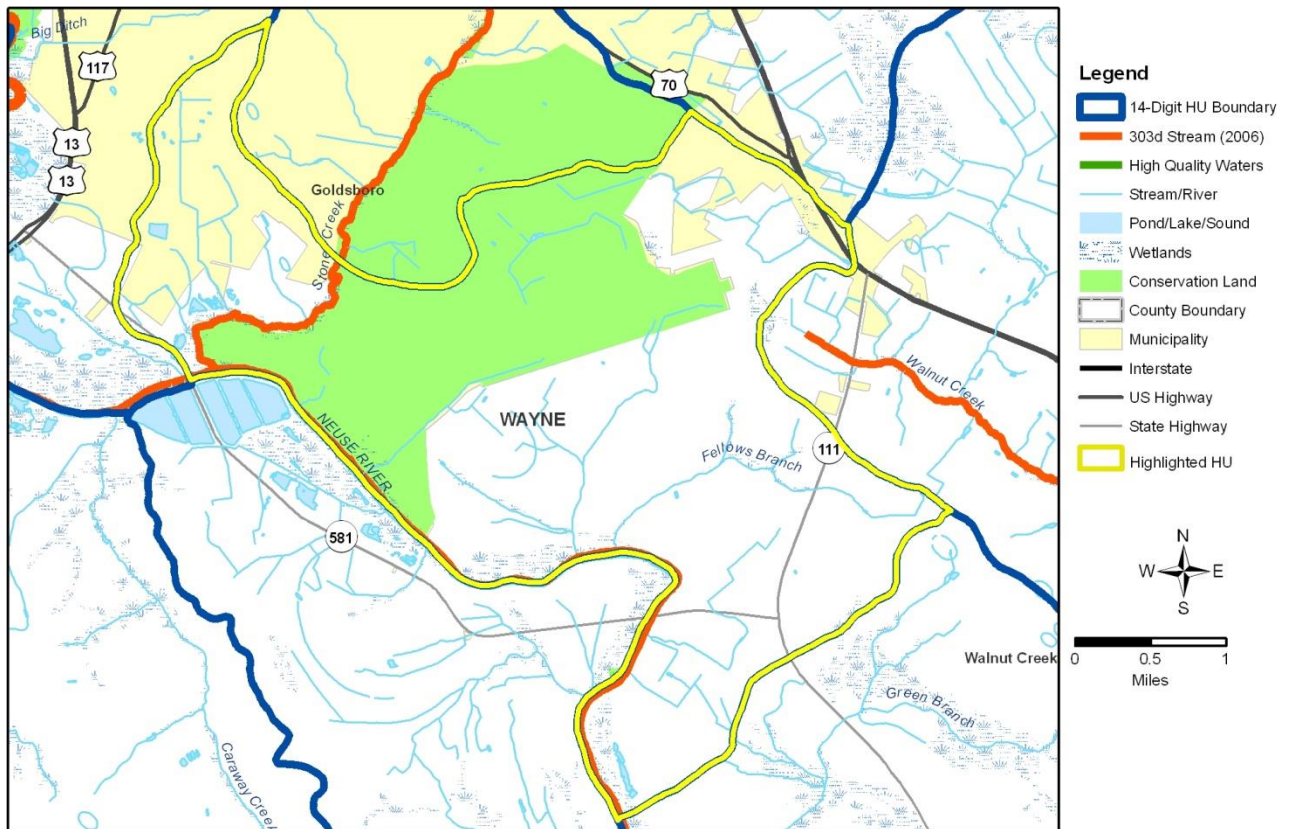 Big Ditch
117
13
13
70
Goldsboro
Stoney Creek
NEUSE RIVER
WAYNE
Walnut Creek
Fellows Branch
111
581
Walnut Creek
Green Branch
Caraway Creek
Legend
14-Digit HU Boundary
303d Stream (2006)
High Quality Waters
Stream/River
Pond/Lake/Sound
Wetlands
Conservation Land
County Boundary
Municipality
Interstate
US Highway
State Highway
Highlighted HU
N
W E
S
0 0.5 1
Miles